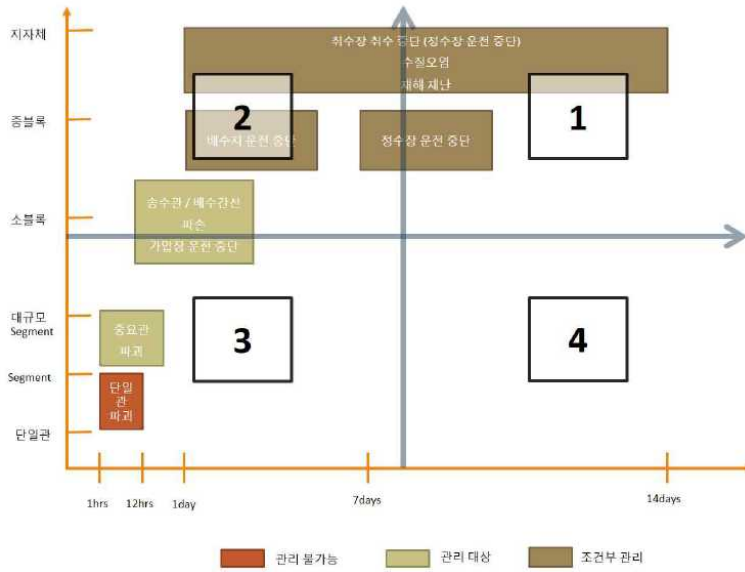 지자체
취수장 취수 중단 (정수장 운전 중단)
수질오염
재해 재난
2
1
중블록
배수지 운전 중단
정수장 운전 중단
소블록
송수관 / 배수간선
파손
가압장 운전 중단
대규모
Segment
중요관
파괴
3
4
Segment
단일
관
파괴
단일관
1hrs
12hrs
1day
7days
14days
관리 불가능
관리 대상
조건부 관리